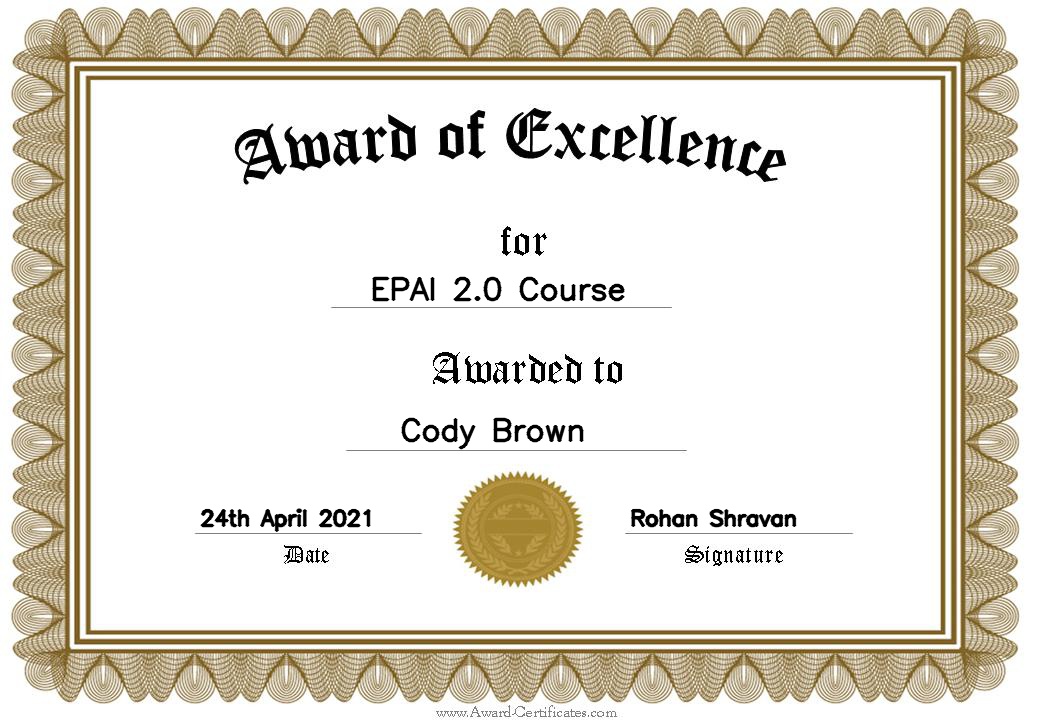 Award of Excellence
for
EPAI 2.0 Course
Awarded to
Cody Brown
24th April 2021
Rohan Shravan
Date
Signature
www.Award-Certificates.com